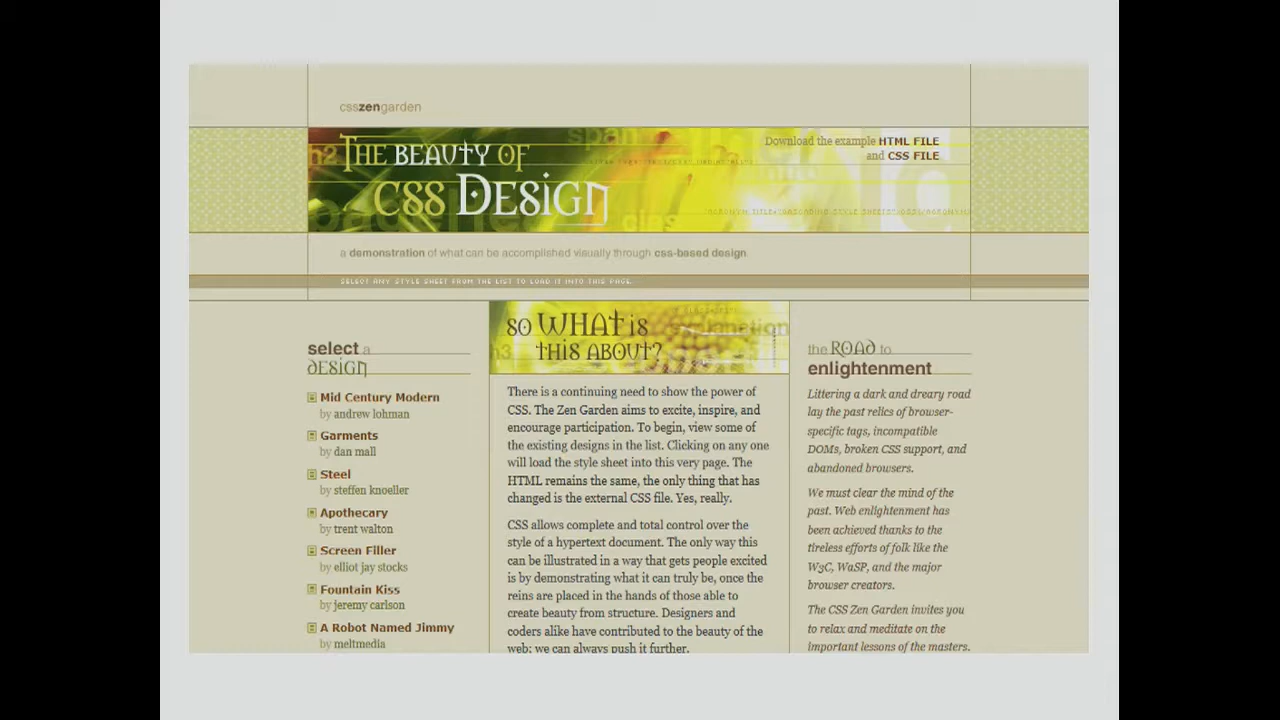 csszengarden
Download the example HTML FILE
and CSS FILE
h2
span
THE BEAUTY OF
CSS DESIGN
a demonstration of what can be accomplished visually through css-based design.
SELECT ANY STYLE SHEET FROM THE LIST TO LOAD IT INTO THIS PAGE.
select a
DESIGN
Mid Century Modern
by andrew lohman
Garments
by dan mall
Steel
by steffen knoeller
Apothecary
by trent walton
Screen Filler
by elliot jay stocks
Fountain Kiss
by jeremy carlson
A Robot Named Jimmy
by meltmedia
SO WHAT is
THIS ABOUT?
explanation
h3
There is a continuing need to show the power of
CSS. The Zen Garden aims to excite, inspire, and
encourage participation. To begin, view some of
the existing designs in the list. Clicking on any one
will load the style sheet into this very page. The
HTML remains the same, the only thing that has
changed is the external CSS file. Yes, really.
CSS allows complete and total control over the
style of a hypertext document. The only way this
can be illustrated in a way that gets people excited
is by demonstrating what it can truly be, once the
reins are placed in the hands of those able to
create beauty from structure. Designers and
coders alike have contributed to the beauty of the
web; we can always push it further.
the ROAD to
enlightenment
Littering a dark and dreary road
lay the past relics of browser-
specific tags, incompatible
DOMs, broken CSS support, and
abandoned browsers.
We must clear the mind of the
past. Web enlightenment has
been achieved thanks to the
tireless efforts of folk like the
W3C, WaSP, and the major
browser creators.
The CSS Zen Garden invites you
to relax and meditate on the
important lessons of the masters.